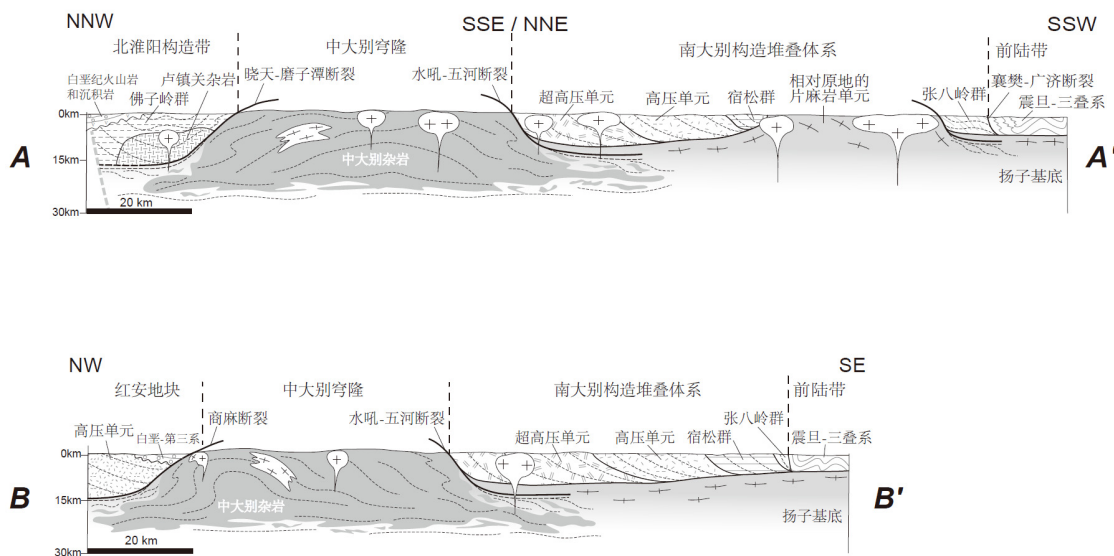 NNW
SSE / NNE
SSW
北淮阳构造带
中大别穹隆
南大别构造堆叠体系
前陆带
白垩纪火山岩
和沉积岩
佛子岭群
卢镇关杂岩
晓天-磨子潭断裂
水吼-五河断裂
超高压单元
高压单元
宿松群
相对原地的
片麻岩单元
张八岭群
襄樊-广济断裂
震旦-三叠系
0km
15km
30km
A
A'
中大别杂岩
扬子基底
20 km
NW
SE
红安地块
中大别穹隆
南大别构造堆叠体系
前陆带
高压单元
白垩-第三系
商麻断裂
水吼-五河断裂
超高压单元
高压单元
宿松群
张八岭群
震旦-三叠系
0km
15km
30km
B
B'
中大别杂岩
扬子基底
20 km